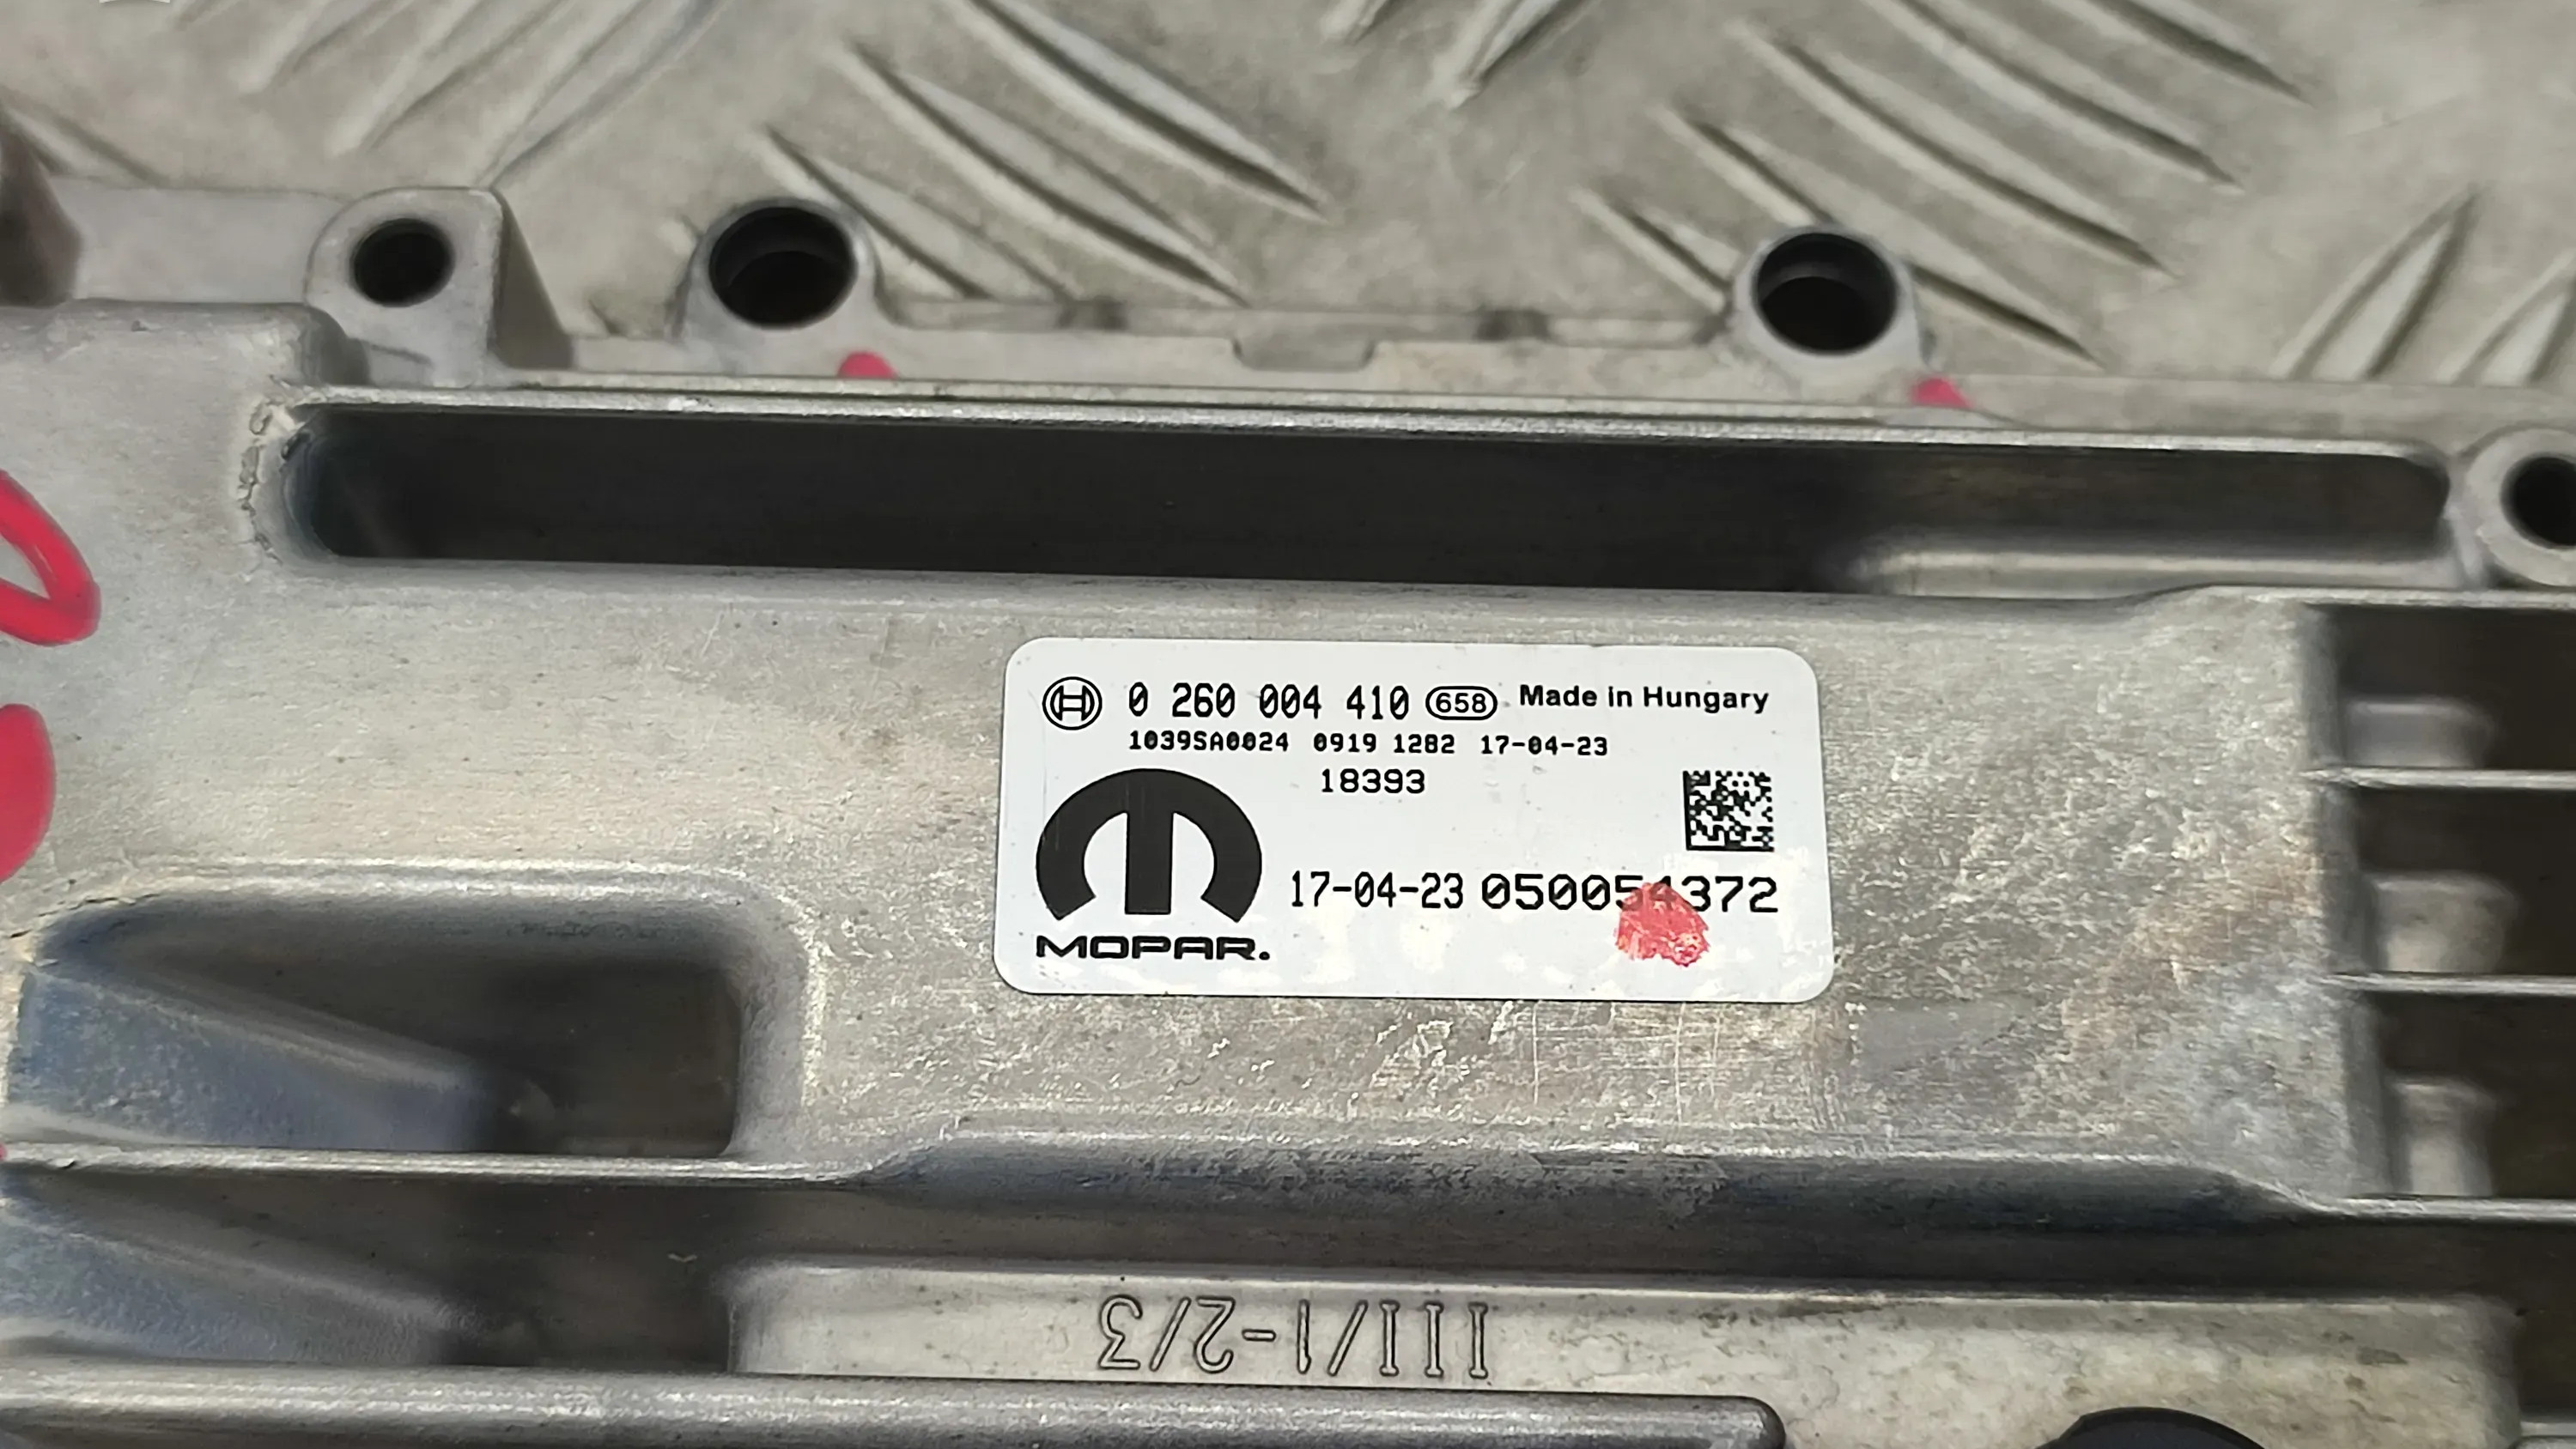 0 260 004 410 658 Made in Hungary
1039SA0024 0919 1282 17-04-23
18393
17-04-23 050054372
MOPAR.
III/1-2/3